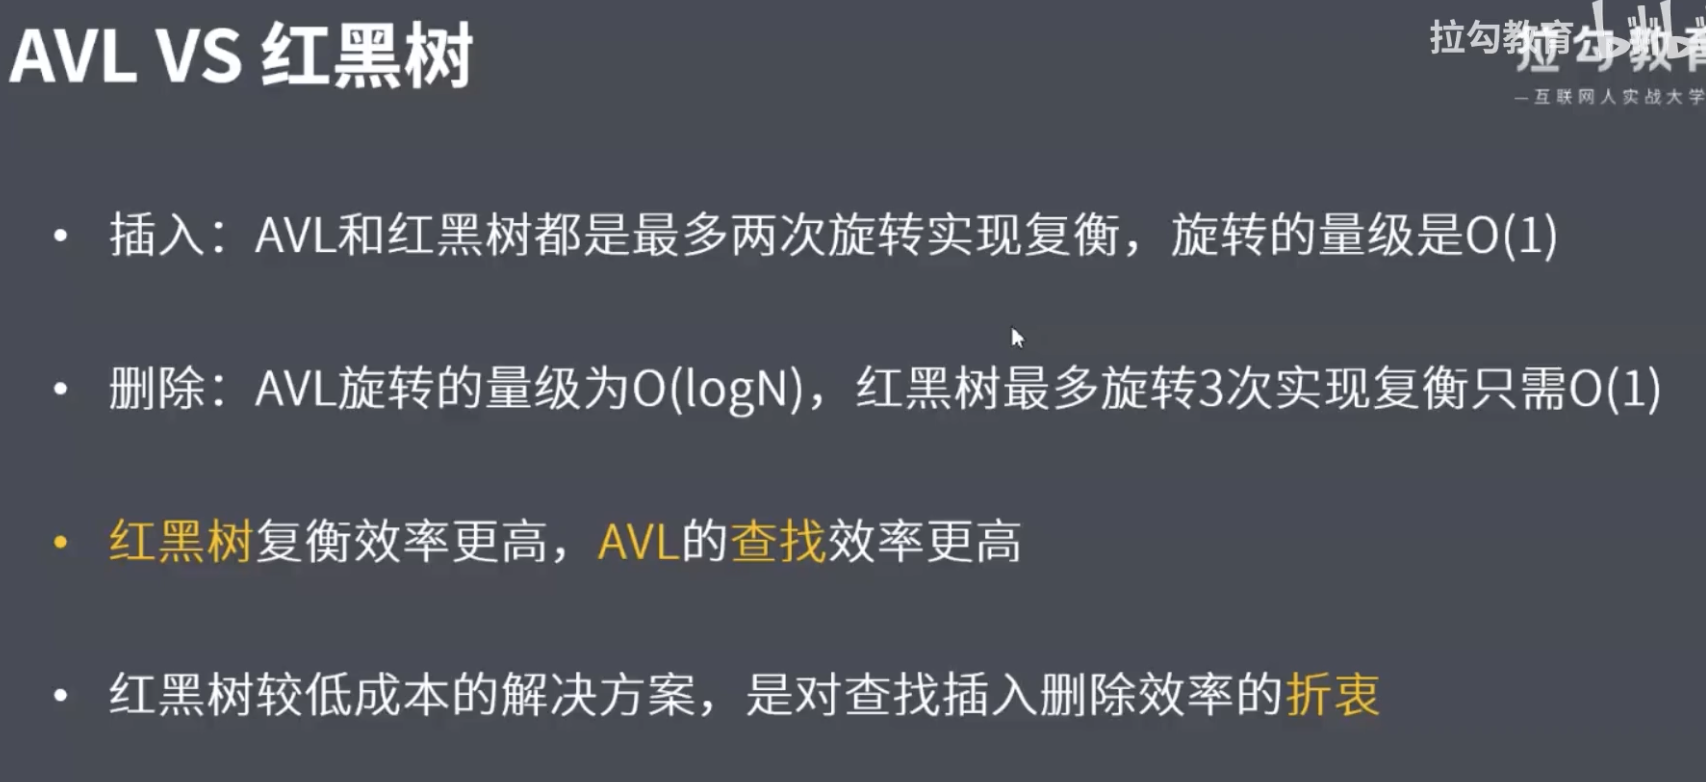 AVL VS 红黑树
拉勾教育
拉勾教育
—互联网人实战大学
• 插入：AVL和红黑树都是最多两次旋转实现复衡，旋转的量级是O(1)
• 删除：AVL旋转的量级为O(logN)，红黑树最多旋转3次实现复衡只需O(1)
• 红黑树复衡效率更高，AVL的查找效率更高
• 红黑树较低成本的解决方案，是对查找插入删除效率的折衷